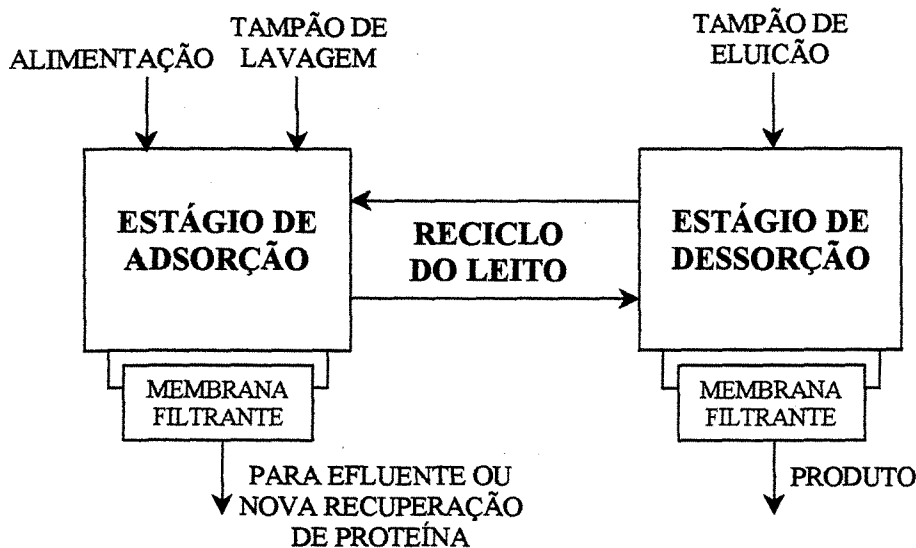 ALIMENTAÇÃO
TAMPÃO DE
LAVAGEM
TAMPÃO DE
ELUICÃO
ESTÁGIO DE
ADSORÇÃO
RECICLO
DO LEITO
ESTÁGIO DE
DESSORÇÃO
MEMBRANA
FILTRANTE
MEMBRANA
FILTRANTE
PARA EFLUENTE OU
NOVA RECUPERAÇÃO
DE PROTEÍNA
PRODUTO